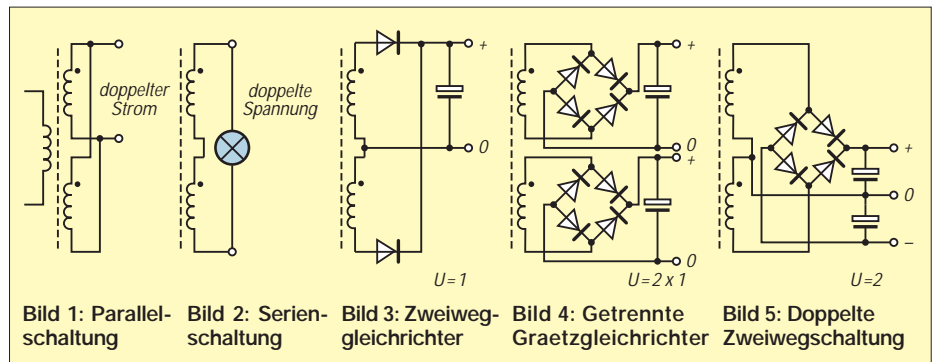 doppelter
Strom
doppelte
Spannung
+
0
U=1
+
0
+
0
U=2 x 1
+
0
–
U=2
Bild 1: Parallel-
schaltung
Bild 2: Serien-
schaltung
Bild 3: Zweiweg-
gleichrichter
Bild 4: Getrennte
Graetzgleichrichter
Bild 5: Doppelte
Zweiwegschaltung